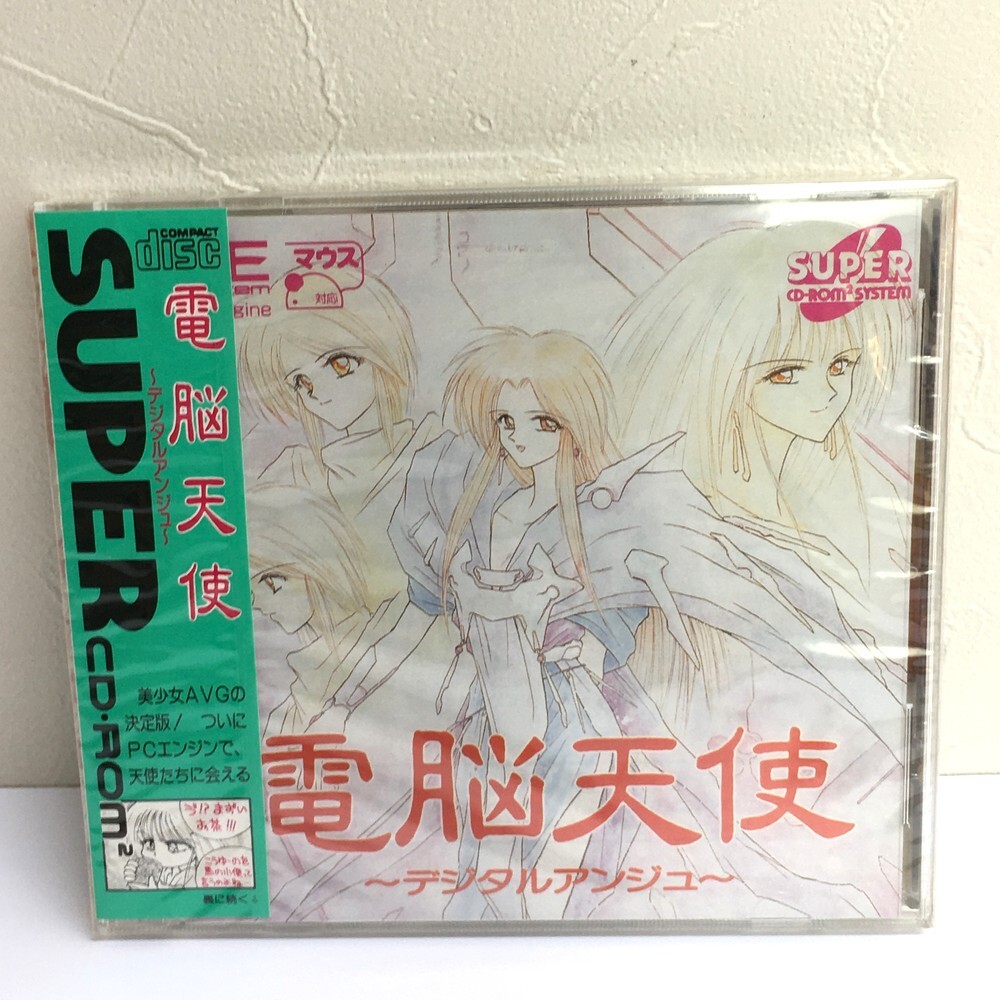 COMPACT
disc
SUPER CD・ROM²
電脳天使
～デジタルアンジュ～
美少女AVGの
決定版！ ついに
PCエンジンで、
天使たちに会える
裏に続く
マウス
対応
gine
SUPER
CD-ROM² SYSTEM
電脳天使
～デジタルアンジュ～